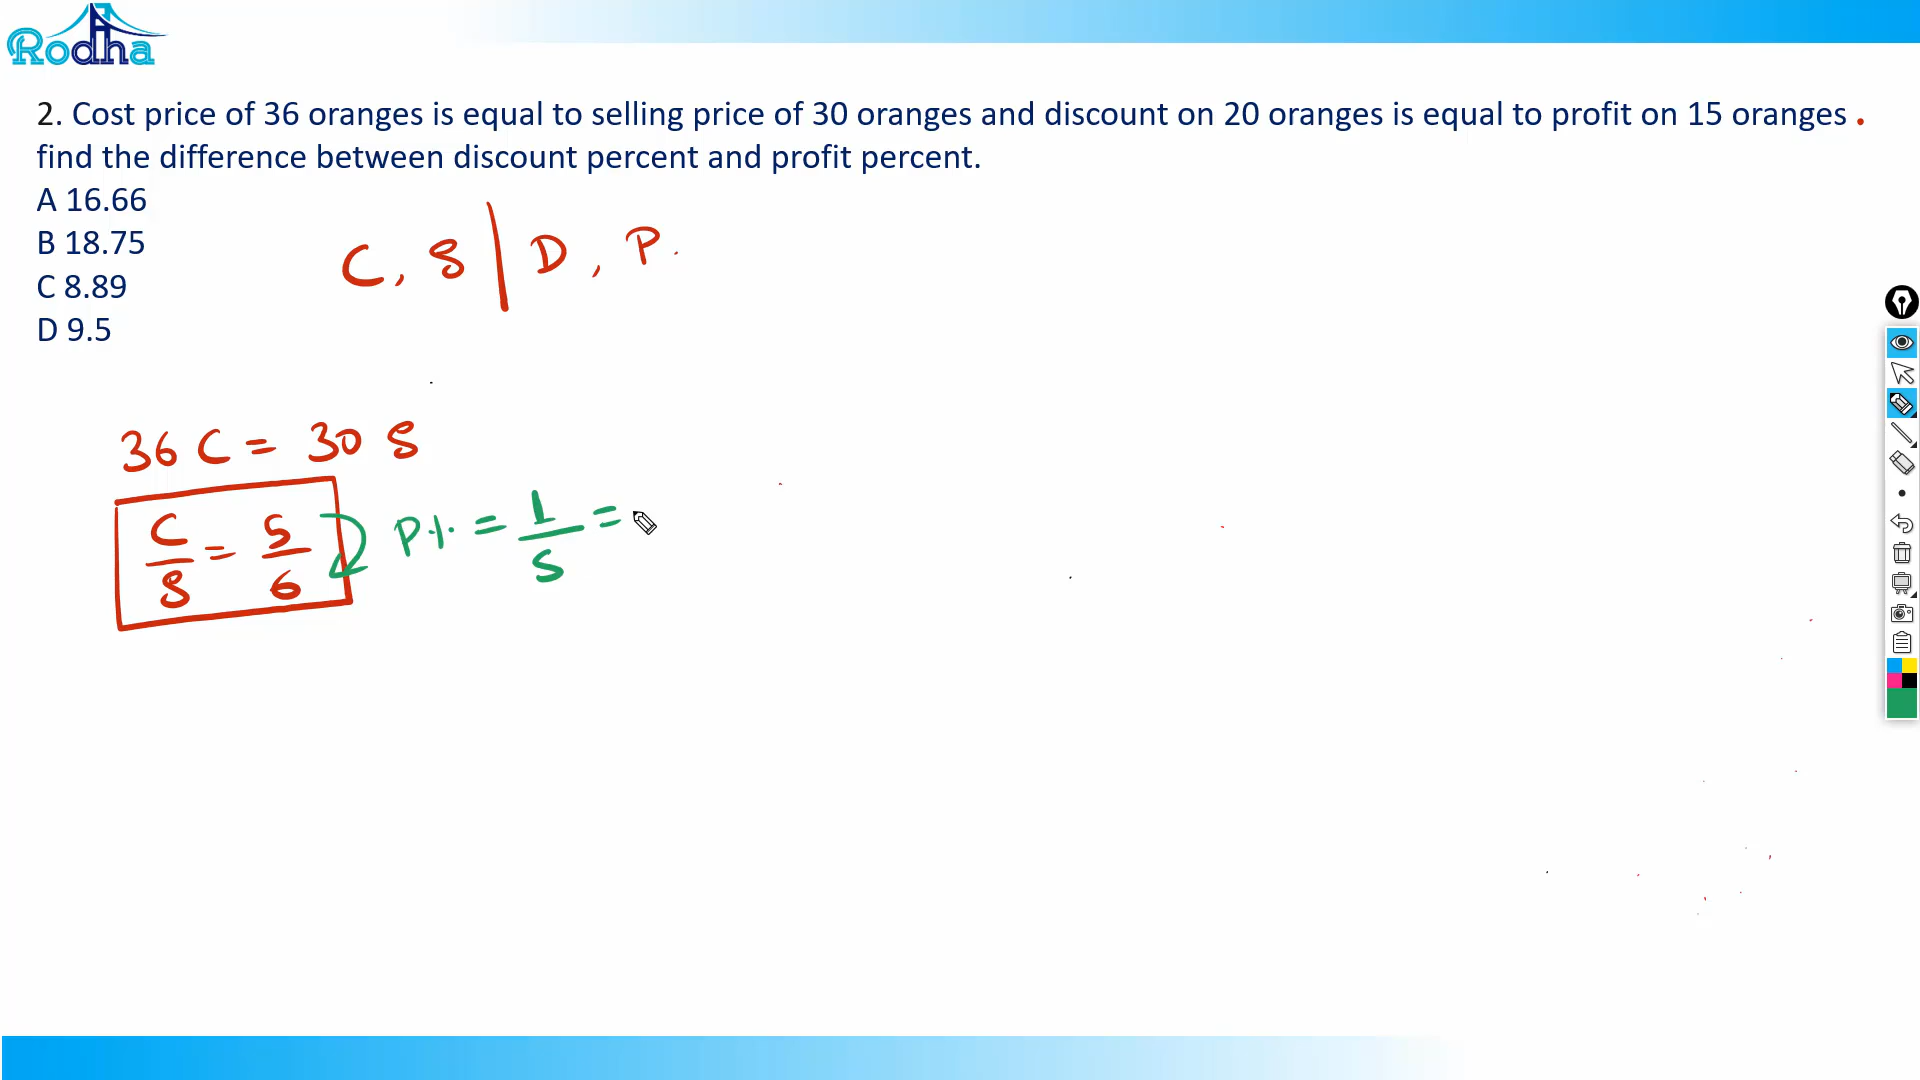 Rodha
2. Cost price of 36 oranges is equal to selling price of 30 oranges and discount on 20 oranges is equal to profit on 15 oranges .
find the difference between discount percent and profit percent.
A 16.66
B 18.75
C 8.89
D 9.5
C, S | D, P.
36 C = 30 S
C/S = 5/6
P% = 1/5 =